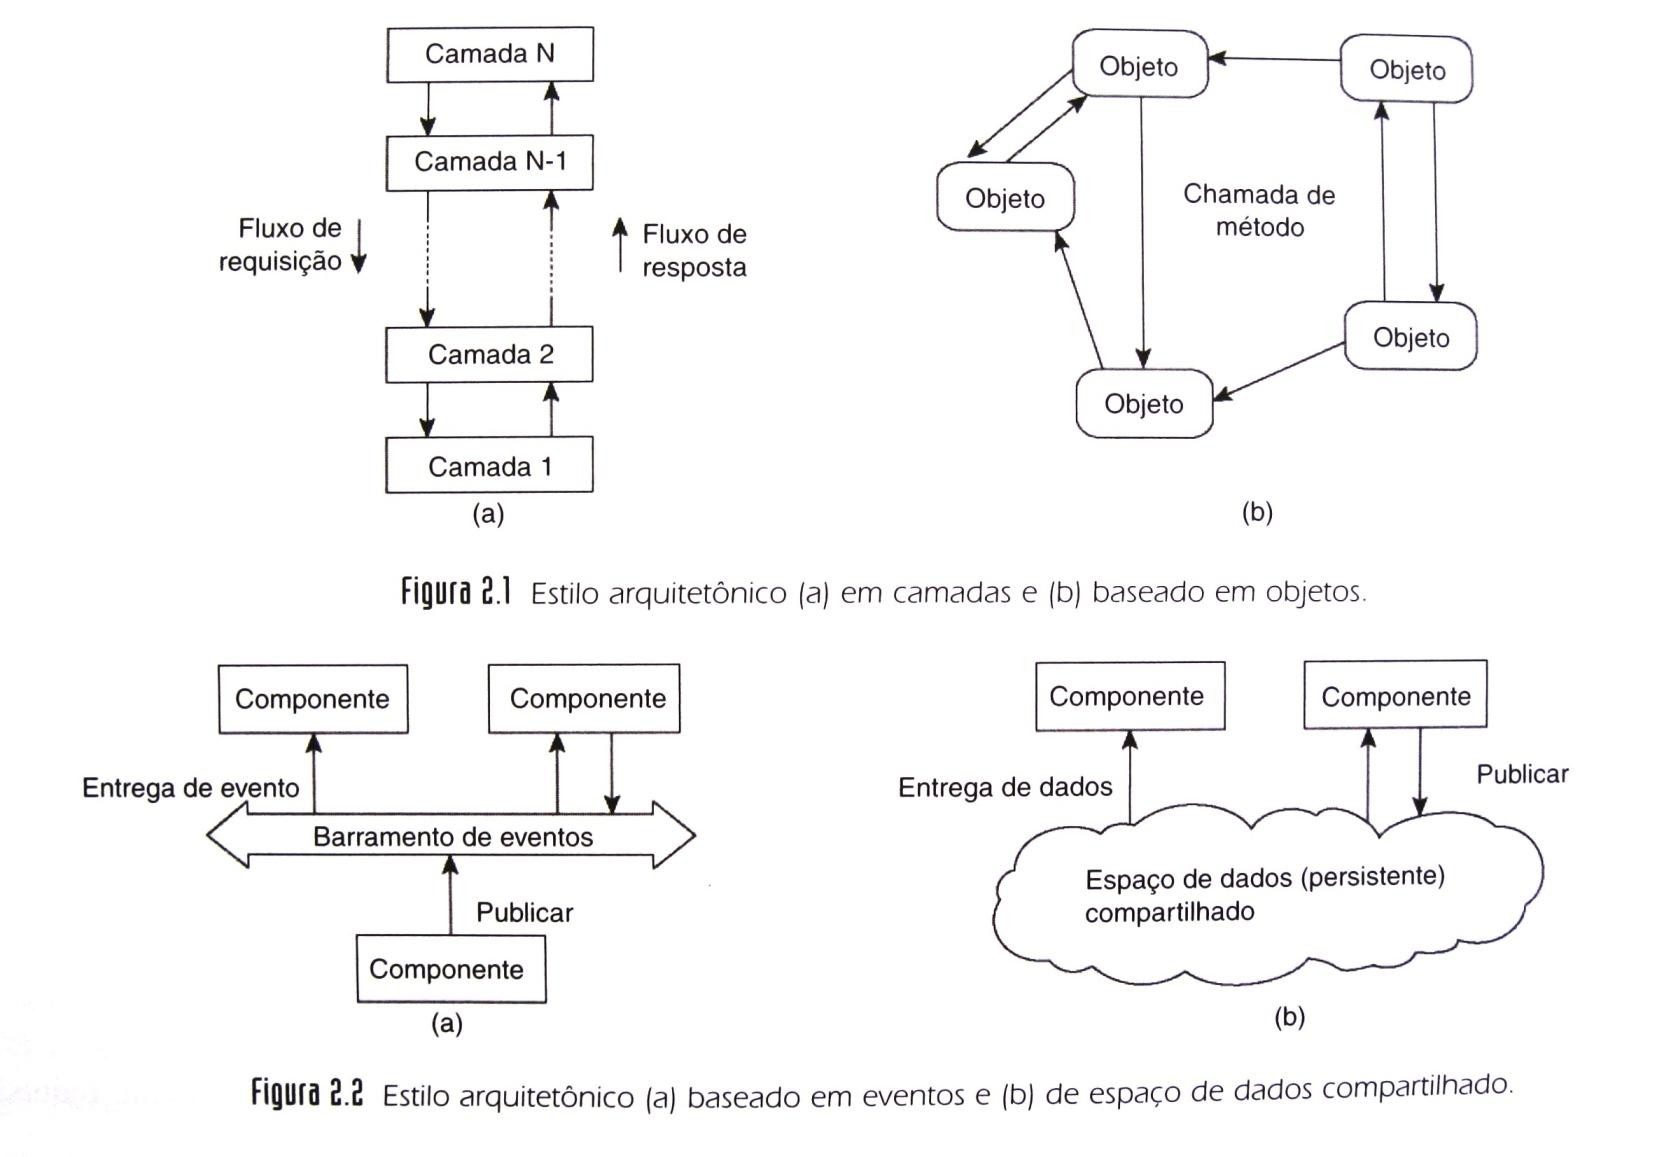 Camada N
Camada N-1
Fluxo de
requisição
Fluxo de
resposta
Camada 2
Camada 1
(a)
Objeto
Objeto
Objeto
Chamada de
método
Objeto
Objeto
(b)
Figura 2.1 Estilo arquitetônico (a) em camadas e (b) baseado em objetos.
Componente
Componente
Entrega de evento
Barramento de eventos
Publicar
Componente
(a)
Componente
Componente
Entrega de dados
Publicar
Espaço de dados (persistente)
compartilhado
(b)
Figura 2.2 Estilo arquitetônico (a) baseado em eventos e (b) de espaço de dados compartilhado.